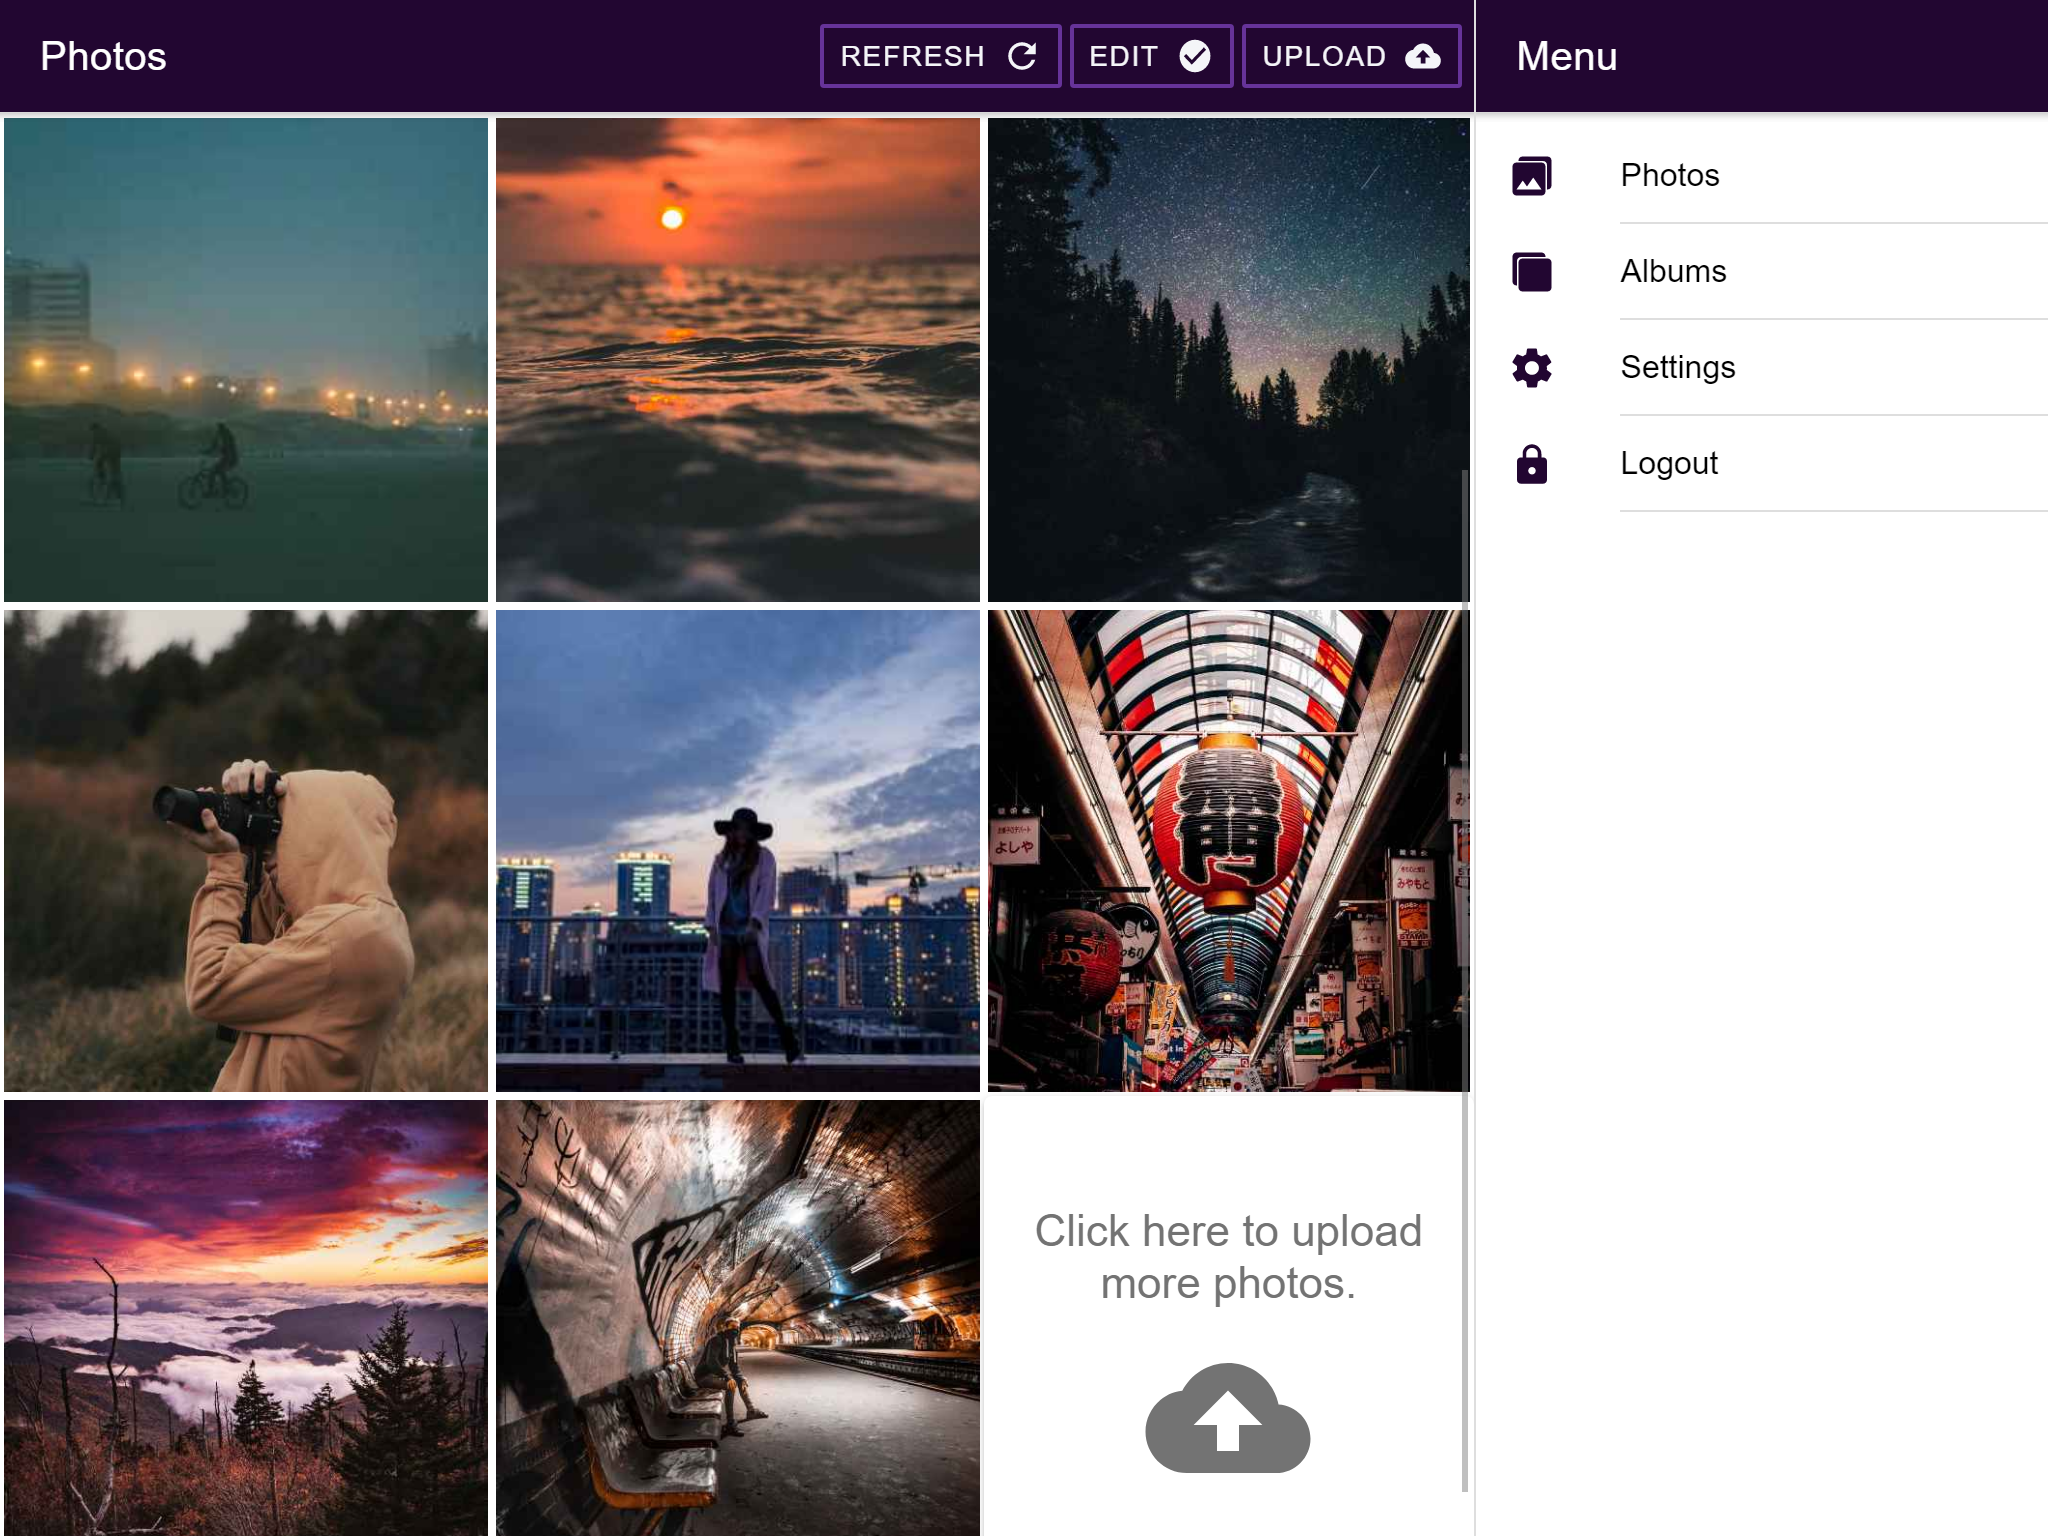 Photos
REFRESH
EDIT
UPLOAD
Menu
Photos
Albums
Settings
Logout
よしや
みやもと
Click here to upload
more photos.